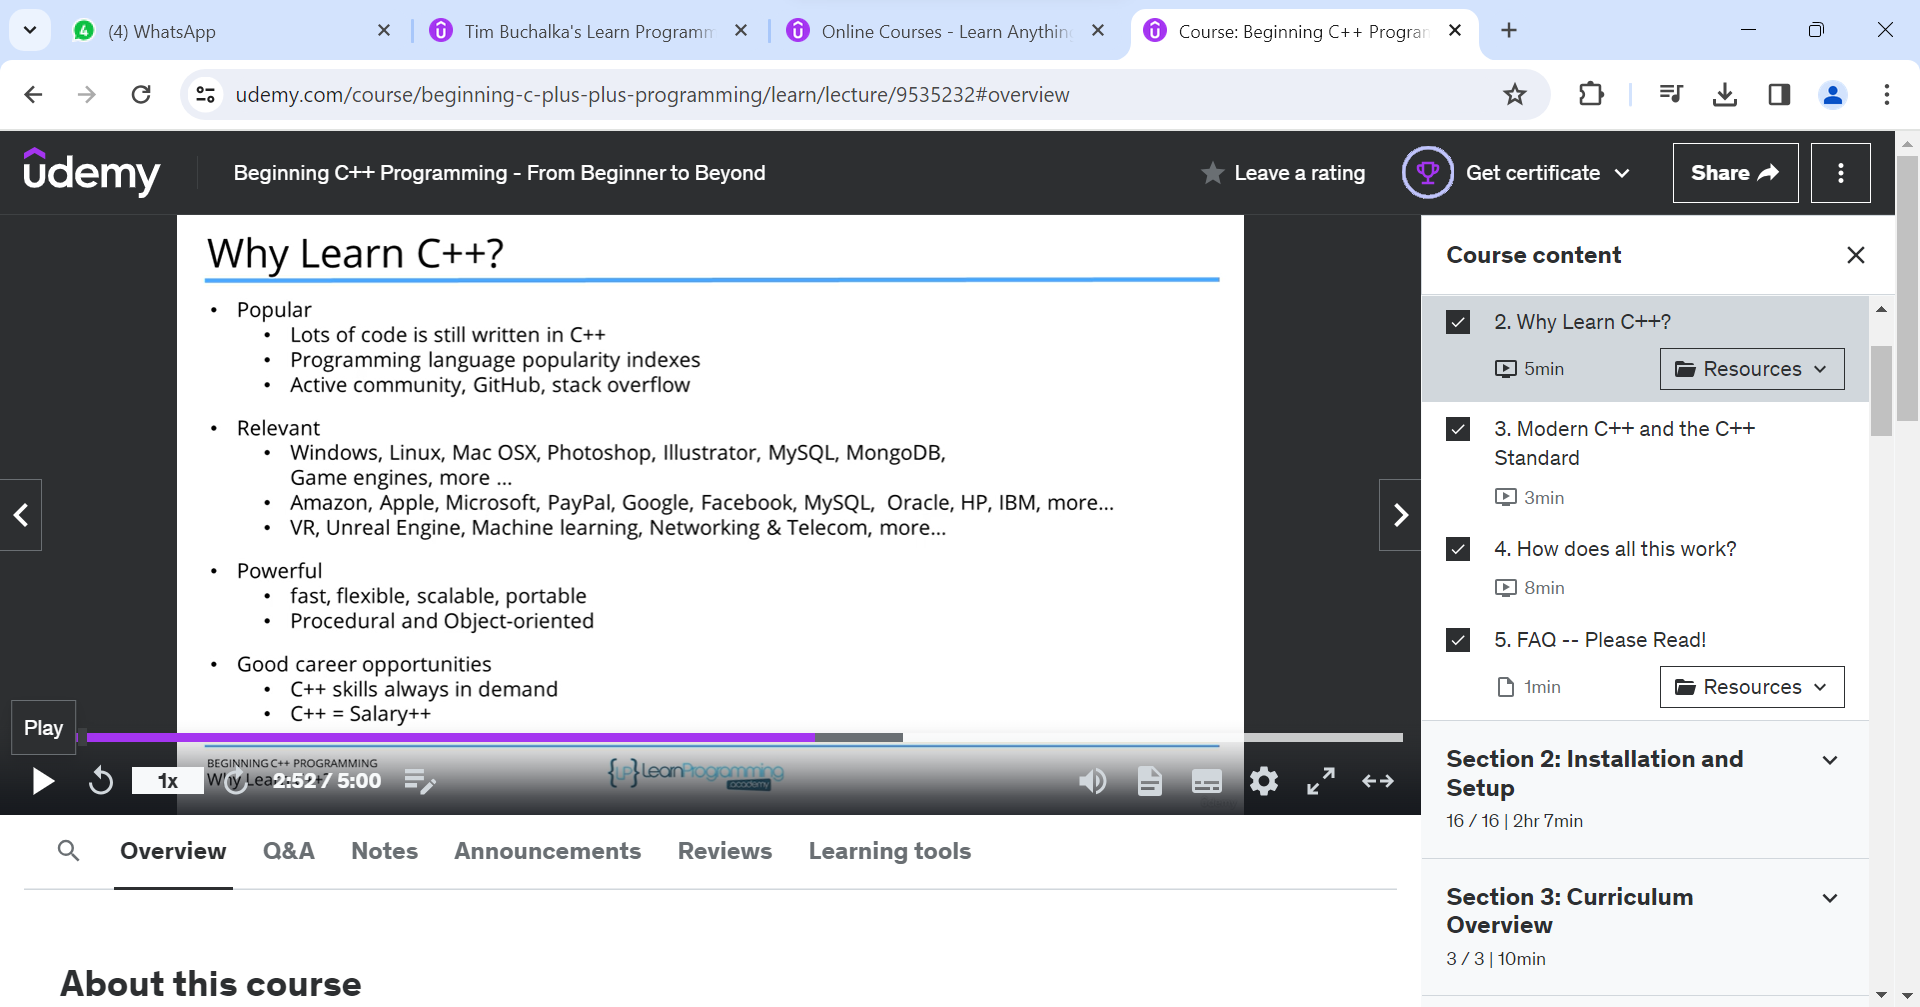 (4) WhatsApp
Tim Buchalka's Learn Programm
Online Courses - Learn Anythin
Course: Beginning C++ Progran
udemy.com/course/beginning-c-plus-plus-programming/learn/lecture/9535232#overview
udemy
Beginning C++ Programming - From Beginner to Beyond
Leave a rating
Get certificate
Share
Why Learn C++?
• Popular
• Lots of code is still written in C++
• Programming language popularity indexes
• Active community, GitHub, stack overflow
• Relevant
• Windows, Linux, Mac OSX, Photoshop, Illustrator, MySQL, MongoDB,
Game engines, more ...
• Amazon, Apple, Microsoft, PayPal, Google, Facebook, MySQL, Oracle, HP, IBM, more...
• VR, Unreal Engine, Machine learning, Networking & Telecom, more...
• Powerful
• fast, flexible, scalable, portable
• Procedural and Object-oriented
• Good career opportunities
• C++ skills always in demand
• C++ = Salary++
Play
BEGINNING C++ PROGRAMMING
Why Learn C++?
{LP} LearnProgramming
academy
1x
2:52 / 5:00
Course content
2. Why Learn C++?
5min
Resources
3. Modern C++ and the C++
Standard
3min
4. How does all this work?
8min
5. FAQ -- Please Read!
1min
Resources
Section 2: Installation and
Setup
16 / 16 | 2hr 7min
Section 3: Curriculum
Overview
3 / 3 | 10min
Overview
Q&A
Notes
Announcements
Reviews
Learning tools
About this course